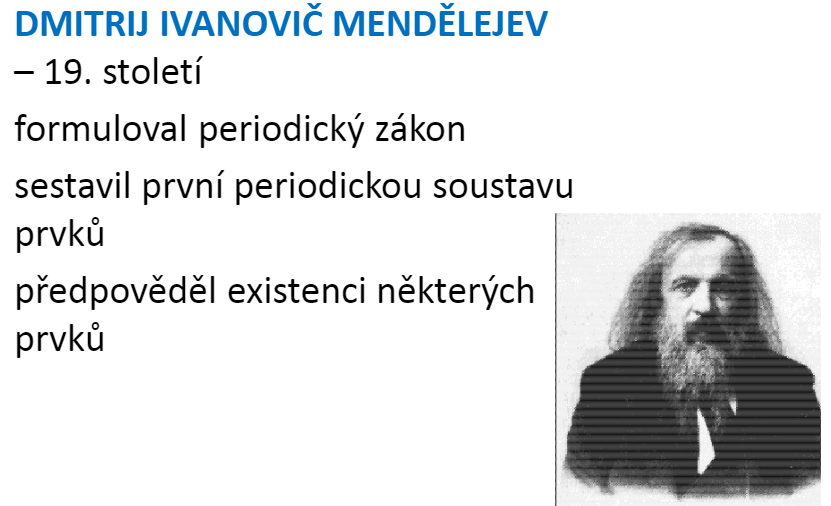 DMITRIJ IVANOVIČ MENDĚLEJEV
– 19. století
formuloval periodický zákon
sestavil první periodickou soustavu
prvků
předpověděl existenci některých
prvků